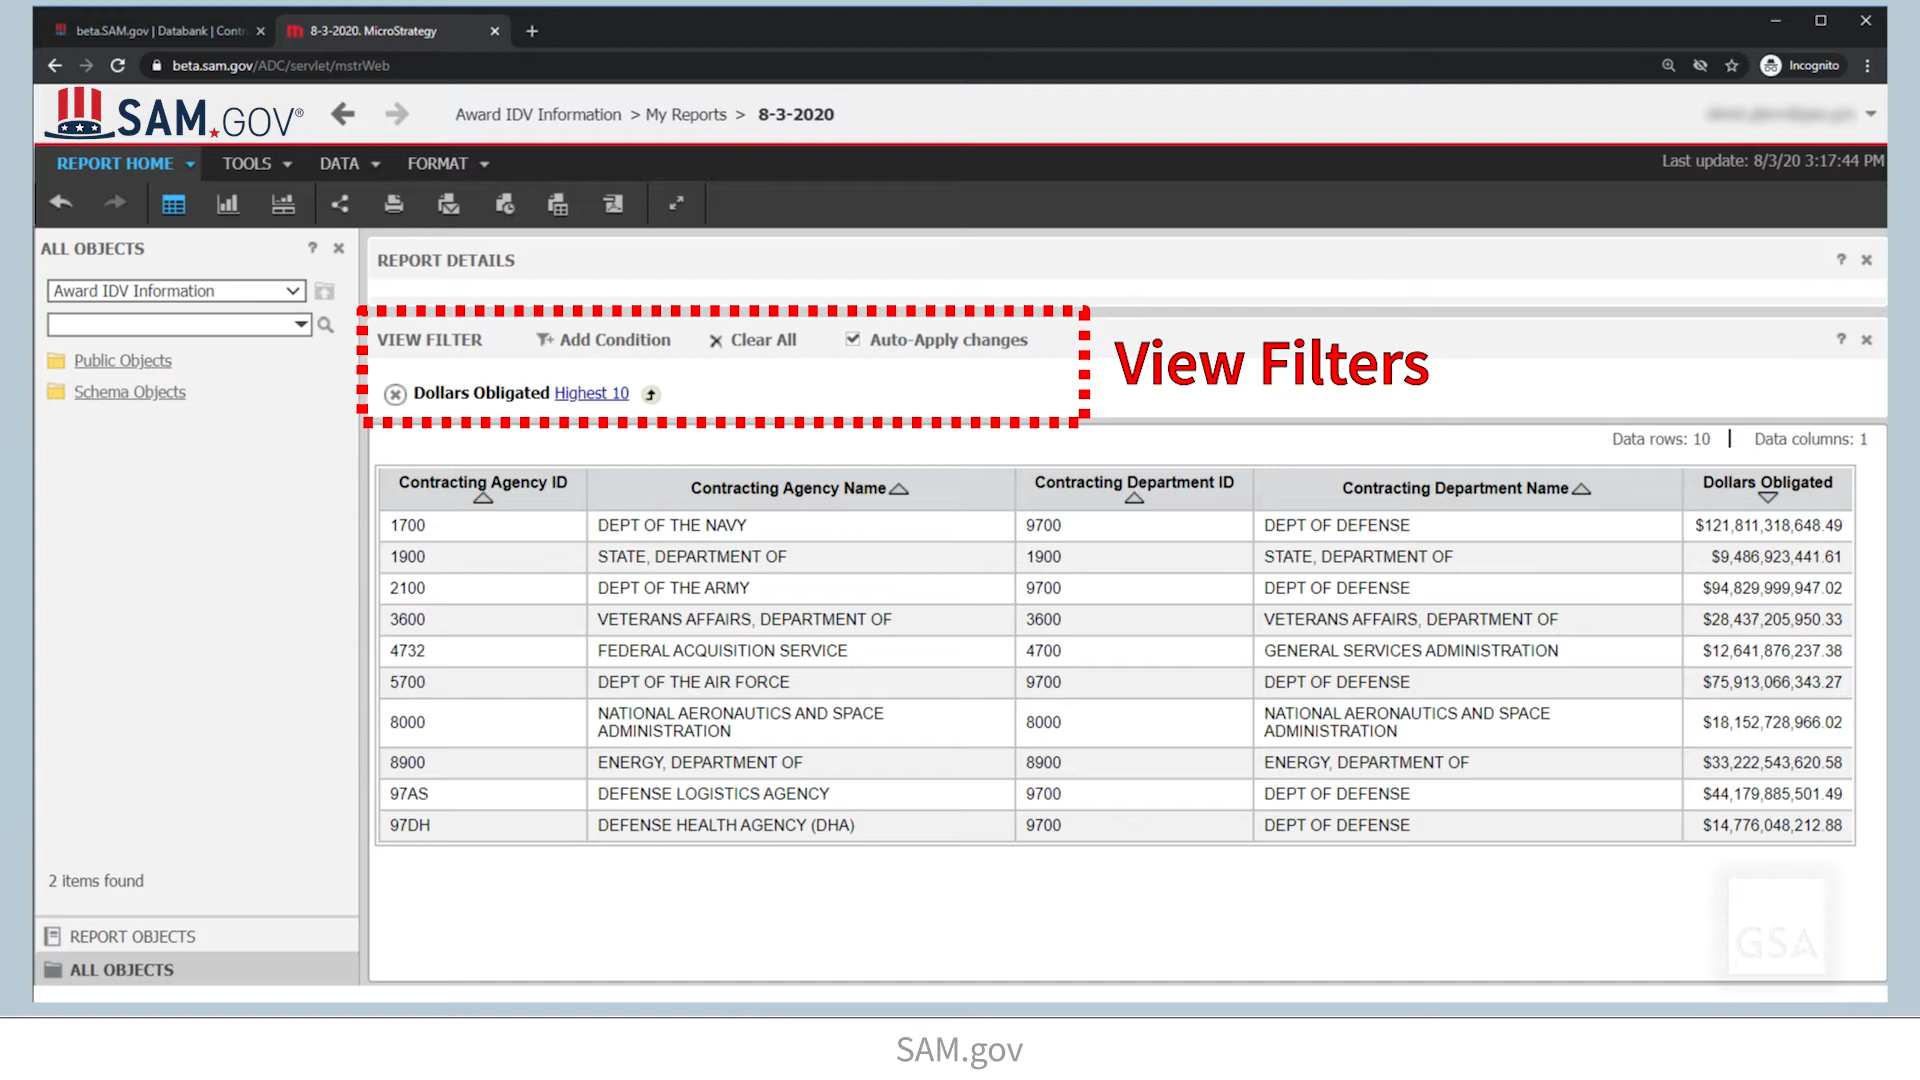 beta.SAM.gov | Databank | Contr
8-3-2020. MicroStrategy
beta.sam.gov/ADC/servlet/mstrWeb
Incognito
SAM.GOV®
Award IDV Information > My Reports > 8-3-2020
REPORT HOME TOOLS DATA FORMAT
Last update: 8/3/20 3:17:44 PM
ALL OBJECTS
Award IDV Information
Public Objects
Schema Objects
2 items found
REPORT OBJECTS
ALL OBJECTS
REPORT DETAILS
VIEW FILTER Add Condition Clear All Auto-Apply changes
Dollars Obligated Highest 10
View Filters
Data rows: 10 | Data columns: 1
Contracting Agency ID Contracting Agency Name Contracting Department ID Contracting Department Name Dollars Obligated
1700 DEPT OF THE NAVY 9700 DEPT OF DEFENSE $121,811,318,648.49
1900 STATE, DEPARTMENT OF 1900 STATE, DEPARTMENT OF $9,486,923,441.61
2100 DEPT OF THE ARMY 9700 DEPT OF DEFENSE $94,829,999,947.02
3600 VETERANS AFFAIRS, DEPARTMENT OF 3600 VETERANS AFFAIRS, DEPARTMENT OF $28,437,205,950.33
4732 FEDERAL ACQUISITION SERVICE 4700 GENERAL SERVICES ADMINISTRATION $12,641,876,237.38
5700 DEPT OF THE AIR FORCE 9700 DEPT OF DEFENSE $75,913,066,343.27
8000 NATIONAL AERONAUTICS AND SPACE ADMINISTRATION 8000 NATIONAL AERONAUTICS AND SPACE ADMINISTRATION $18,152,728,966.02
8900 ENERGY, DEPARTMENT OF 8900 ENERGY, DEPARTMENT OF $33,222,543,620.58
97AS DEFENSE LOGISTICS AGENCY 9700 DEPT OF DEFENSE $44,179,885,501.49
97DH DEFENSE HEALTH AGENCY (DHA) 9700 DEPT OF DEFENSE $14,776,048,212.88
GSA
SAM.gov